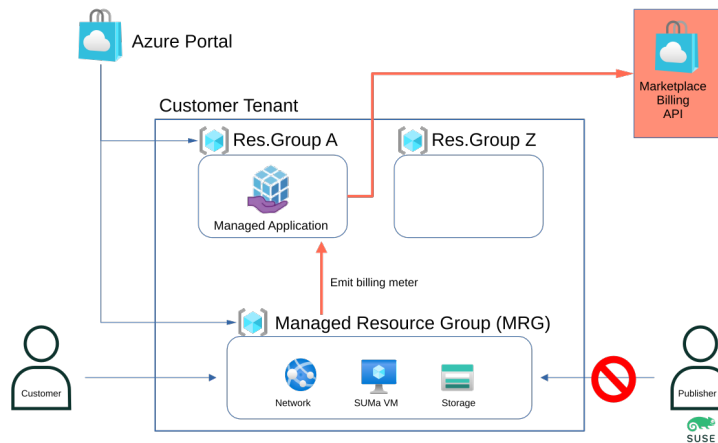 Azure Portal
Marketplace
Billing
API
Customer Tenant
Res.Group A
Res.Group Z
Managed Application
Emit billing meter
Managed Resource Group (MRG)
Network
SUMa VM
Storage
Customer
Publisher
SUSE